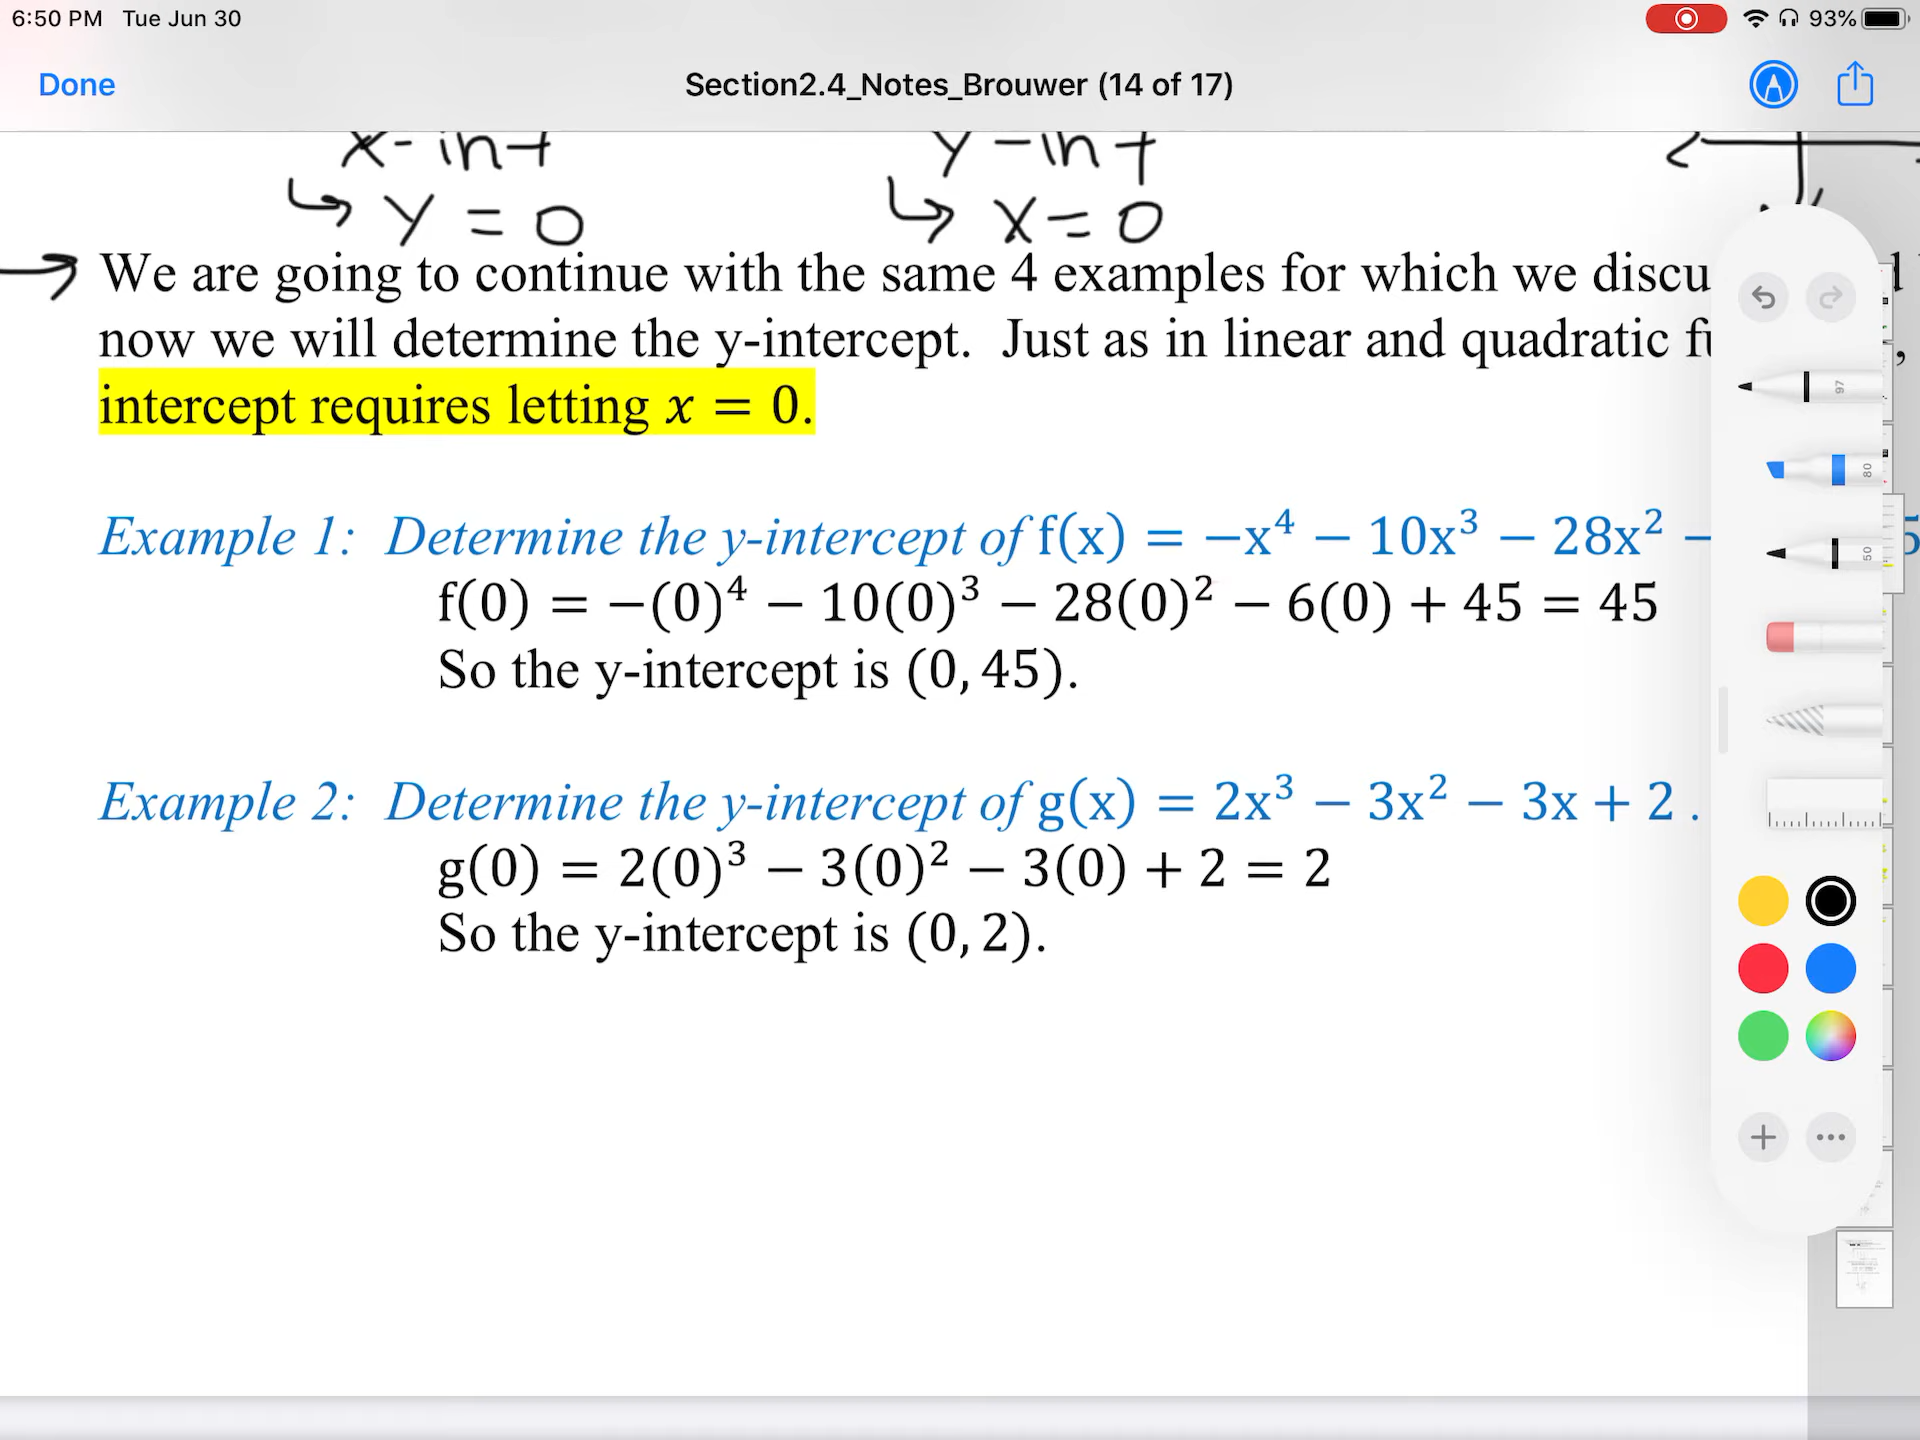 6:50 PM Tue Jun 30
93%
Done
Section2.4_Notes_Brouwer (14 of 17)
x-int y-int
↳ y = 0 ↳ x = 0
→ We are going to continue with the same 4 examples for which we
now we will determine the y-intercept. Just as in linear and quadratic
intercept requires letting x = 0.
Example 1: Determine the y-intercept of f(x) = −x⁴ − 10x³ − 28x² − 5
f(0) = −(0)⁴ − 10(0)³ − 28(0)² − 6(0) + 45 = 45
So the y-intercept is (0, 45).
Example 2: Determine the y-intercept of g(x) = 2x³ − 3x² − 3x + 2 .
g(0) = 2(0)³ − 3(0)² − 3(0) + 2 = 2
So the y-intercept is (0, 2).
97
80
50